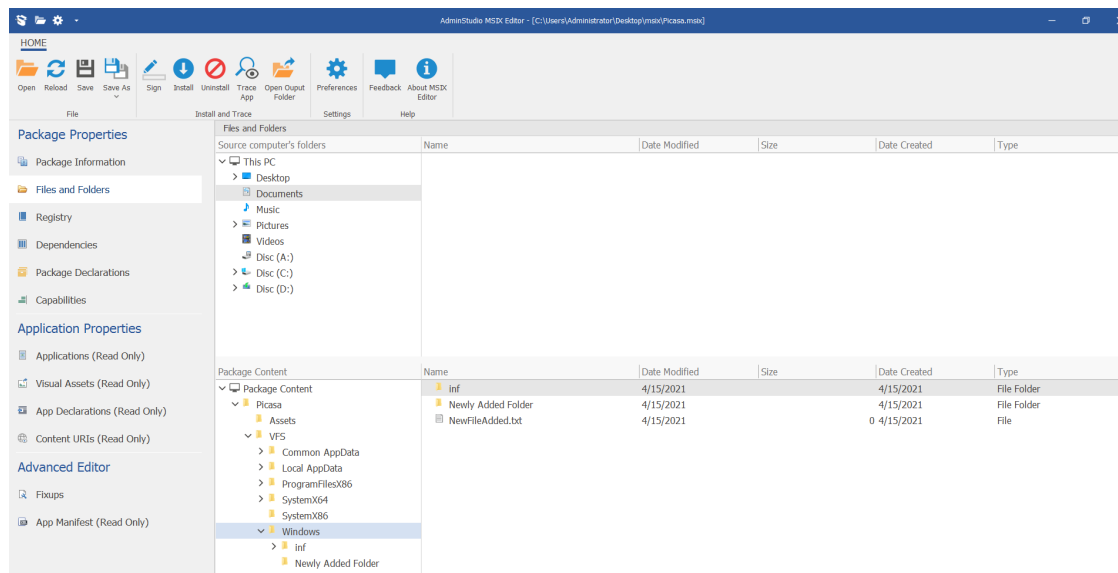 AdminStudio MSIX Editor - [C:\Users\Administrator\Desktop\msix\Picasa.msix]
HOME
Open Reload Save Save As Sign Install Uninstall Trace App Open Ouput Folder Preferences Feedback About MSIX Editor
File Install and Trace Settings Help
Package Properties
Package Information
Files and Folders
Registry
Dependencies
Package Declarations
Capabilities
Application Properties
Applications (Read Only)
Visual Assets (Read Only)
App Declarations (Read Only)
Content URIs (Read Only)
Advanced Editor
Fixups
App Manifest (Read Only)
Files and Folders
Source computer's folders Name Date Modified Size Date Created Type
This PC
Desktop
Documents
Music
Pictures
Videos
Disc (A:)
Disc (C:)
Disc (D:)
Package Content Name Date Modified Size Date Created Type
Package Content
Picasa
Assets
VFS
Common AppData
Local AppData
ProgramFilesX86
SystemX64
SystemX86
Windows
inf
Newly Added Folder
inf 4/15/2021 4/15/2021 File Folder
Newly Added Folder 4/15/2021 4/15/2021 File Folder
NewFileAdded.txt 4/15/2021 0 4/15/2021 File